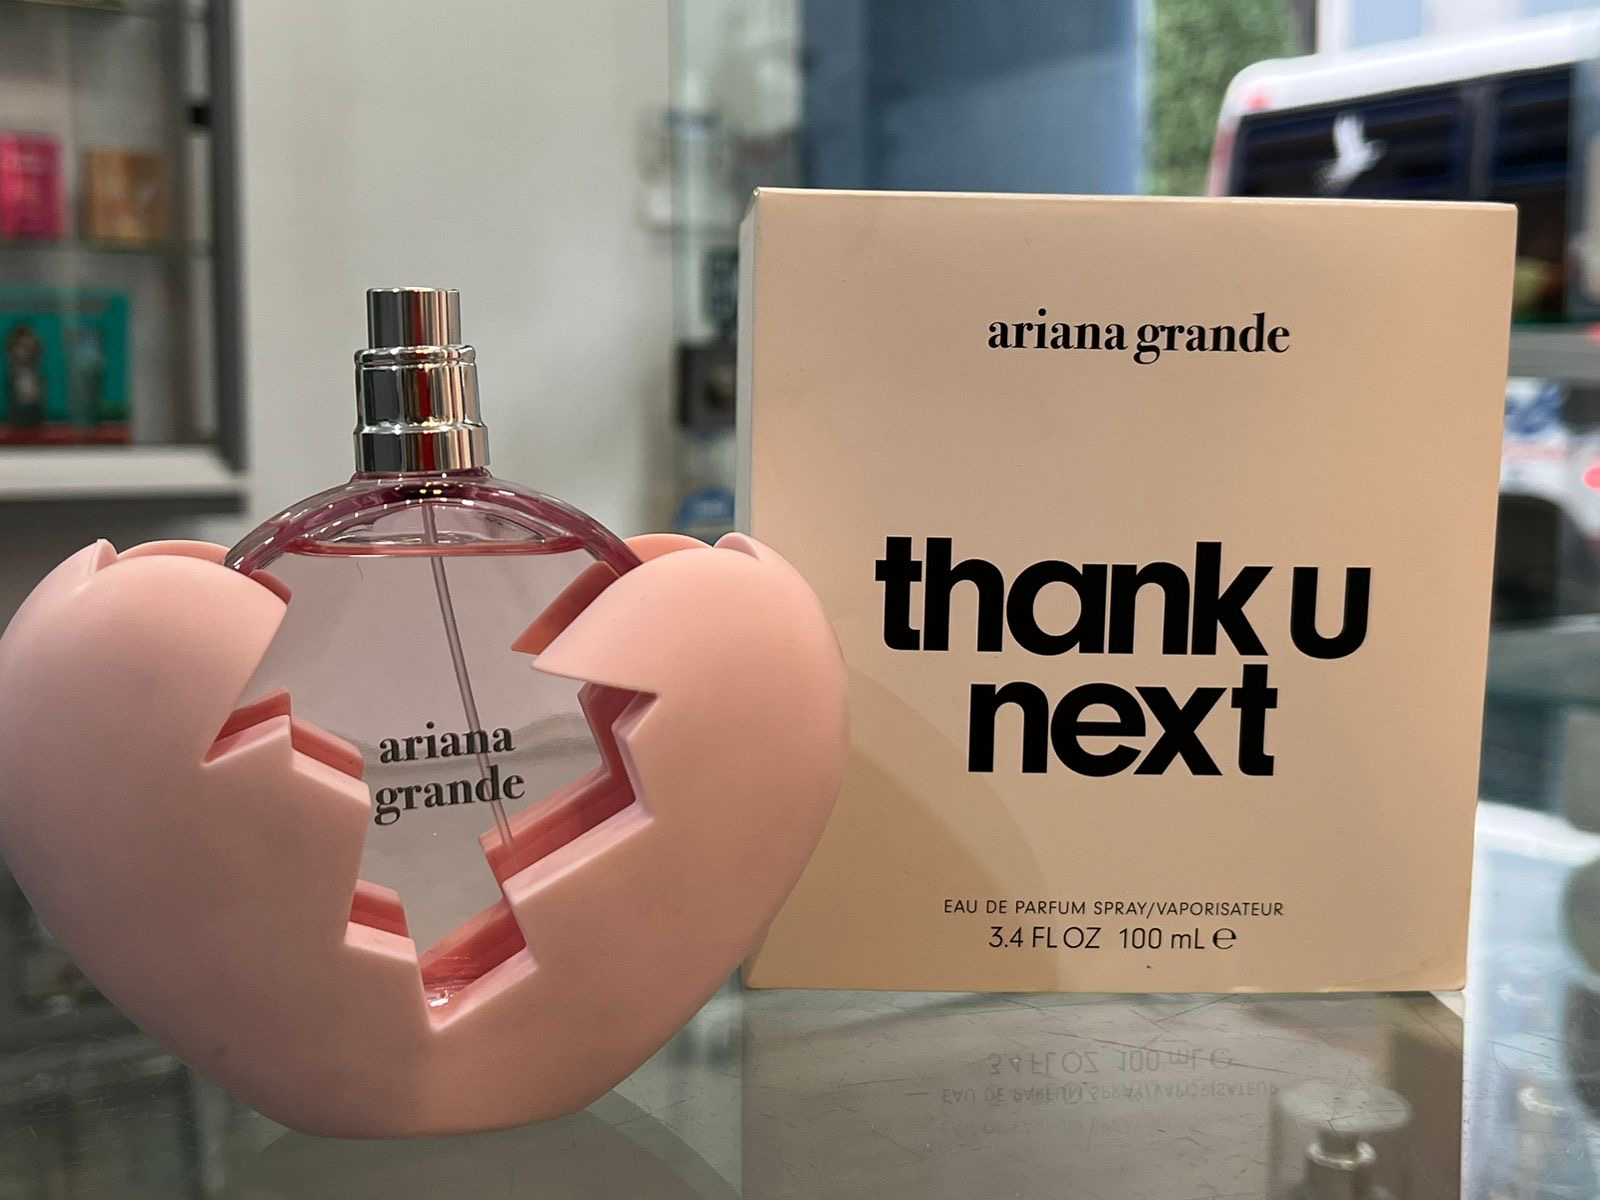 ariana
grande
ariana grande
thank u
next
EAU DE PARFUM SPRAY/VAPORISATEUR
3.4 FL OZ 100 mL ℮